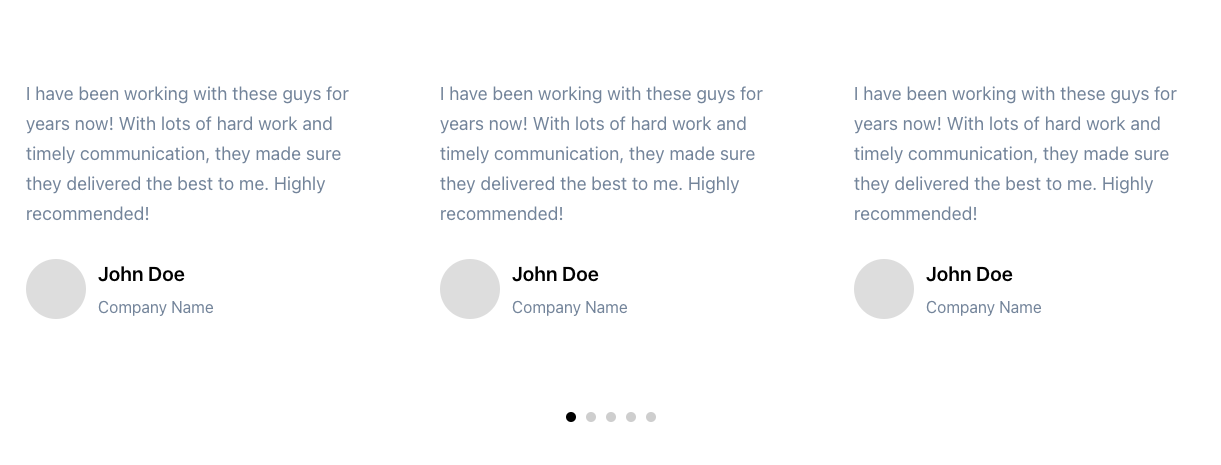 I have been working with these guys for
years now! With lots of hard work and
timely communication, they made sure
they delivered the best to me. Highly
recommended!
John Doe
Company Name
I have been working with these guys for
years now! With lots of hard work and
timely communication, they made sure
they delivered the best to me. Highly
recommended!
John Doe
Company Name
I have been working with these guys for
years now! With lots of hard work and
timely communication, they made sure
they delivered the best to me. Highly
recommended!
John Doe
Company Name